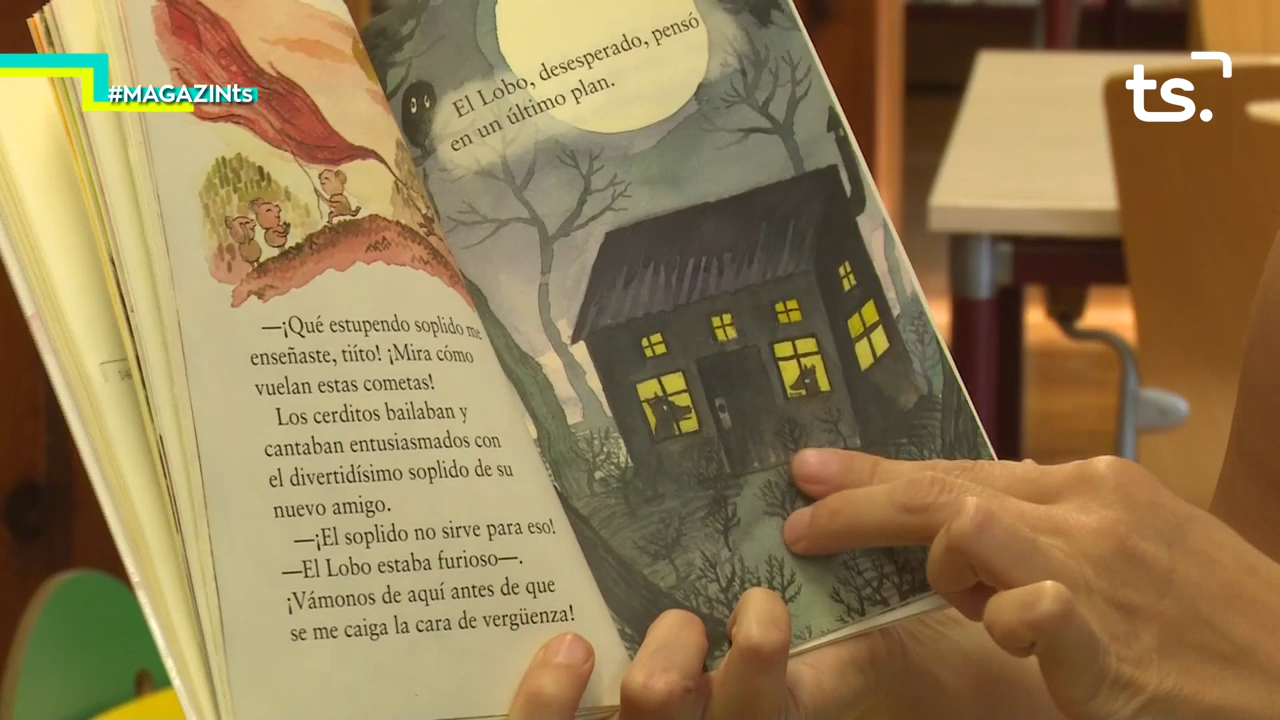 #MAGAZINts
ts.
—¡Qué estupendo soplido me
enseñaste, tiíto! ¡Mira cómo
vuelan estas cometas!
Los cerditos bailaban y
cantaban entusiasmados con
el divertidísimo soplido de su
nuevo amigo.
—¡El soplido no sirve para eso!
—El Lobo estaba furioso—.
¡Vámonos de aquí antes de que
se me caiga la cara de vergüenza!
El Lobo, desesperado, pensó
en un último plan.